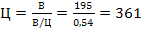 Ц = В / В/Ц = 195 / 0,54 = 361